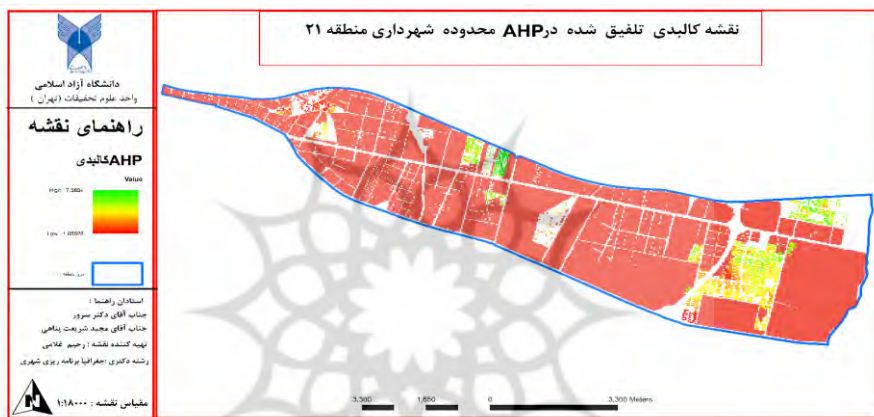 نقشه کالبدی تلفیق شده درAHP محدوده شهرداری منطقه ۲۱
دانشگاه آزاد اسلامی
واحد علوم تحقیقات (تهران )
راهنمای نقشه
AHPکالبدی
Value
استادان راهنما :
جناب آقای دکتر سرور
جناب آقای مجید شریعت پناهی
تهیه کننده نقشه : رحیم غلامی
رشته دکتری :جغرافیا برنامه ریزی شهری
N
مقیاس نقشه : ۱:۱۸۰۰۰
3,300 1,650 0 3,300 Meters